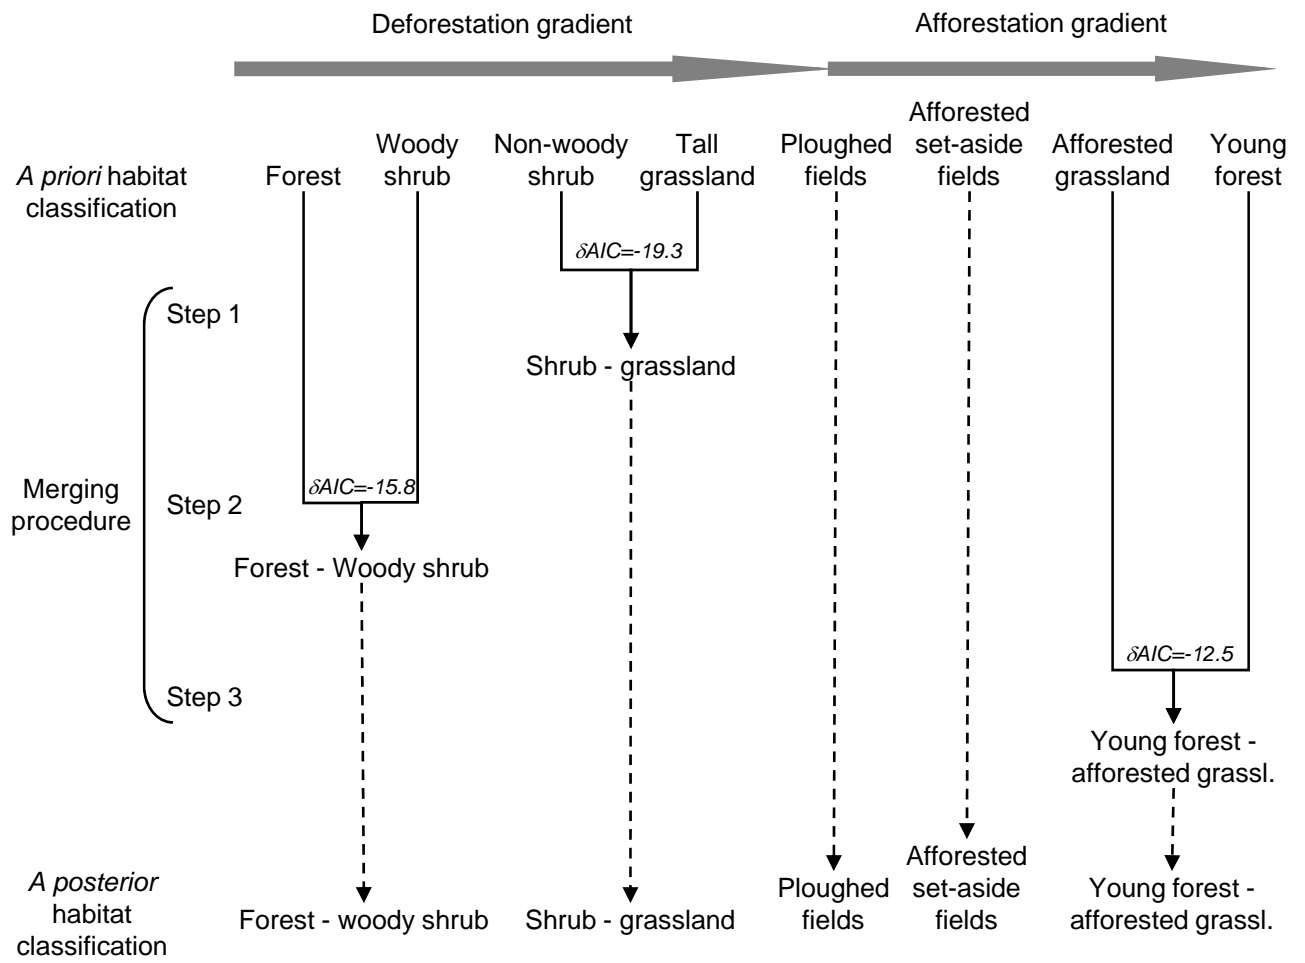 Deforestation gradient
Afforestation gradient
A priori habitat
classification
Forest
Woody
shrub
Non-woody
shrub
Tall
grassland
Ploughed
fields
Afforested
set-aside
fields
Afforested
grassland
Young
forest
δAIC=-19.3
Merging
procedure
Step 1
Shrub - grassland
δAIC=-15.8
Step 2
Forest - Woody shrub
δAIC=-12.5
Step 3
Young forest -
afforested grassl.
A posterior
habitat
classification
Forest - woody shrub
Shrub - grassland
Ploughed
fields
Afforested
set-aside
fields
Young forest -
afforested grassl.